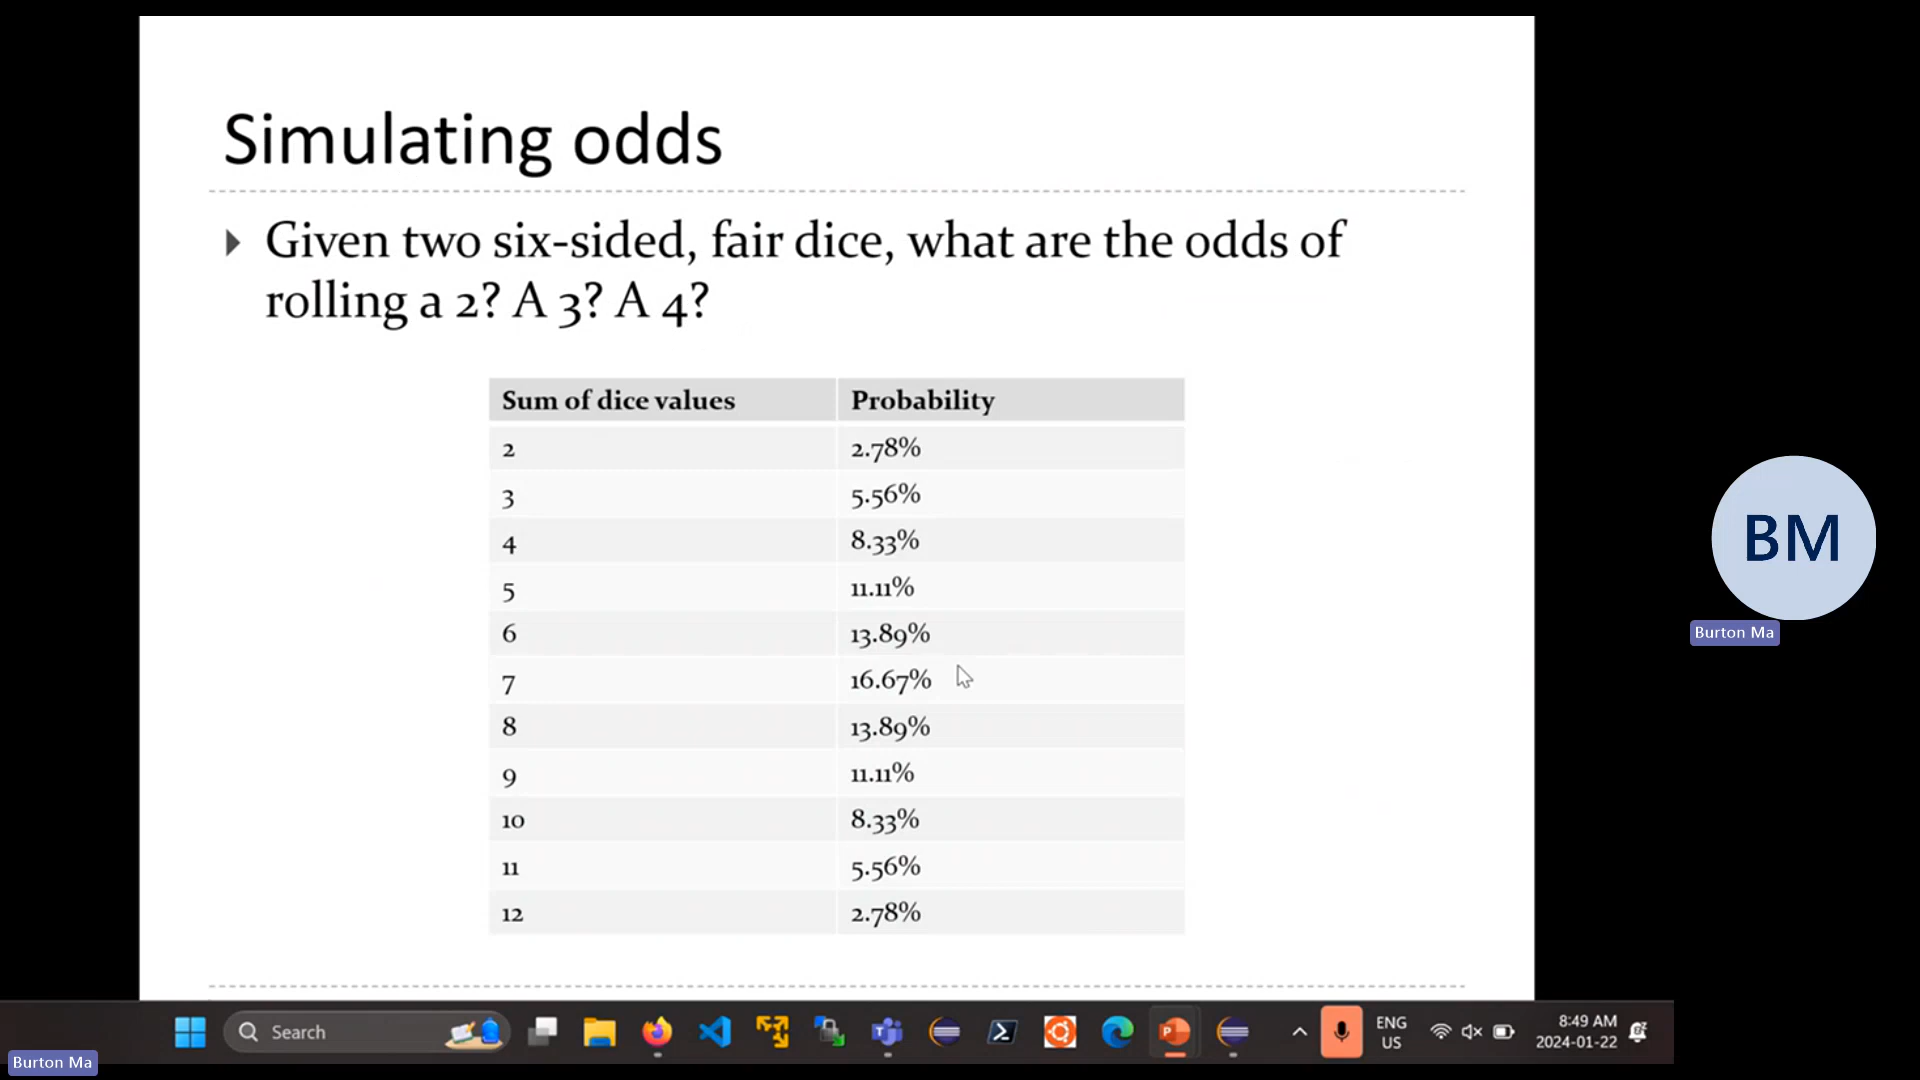 Simulating odds
Given two six-sided, fair dice, what are the odds of
rolling a 2? A 3? A 4?
Sum of dice values Probability
2 2.78%
3 5.56%
4 8.33%
5 11.11%
6 13.89%
7 16.67%
8 13.89%
9 11.11%
10 8.33%
11 5.56%
12 2.78%
BM
Burton Ma
Search
ENG
US
8:49 AM
2024-01-22
Burton Ma